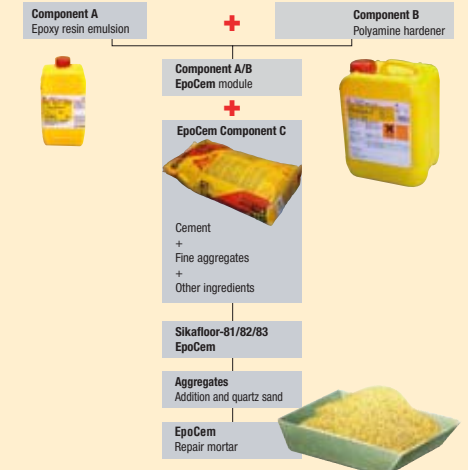 Component A
Epoxy resin emulsion
+
Component B
Polyamine hardener
Component A/B
EpoCem module
+
EpoCem Component C
Cement
+
Fine aggregates
+
Other ingredients
Sikafloor-81/82/83
EpoCem
Aggregates
Addition and quartz sand
EpoCem
Repair mortar